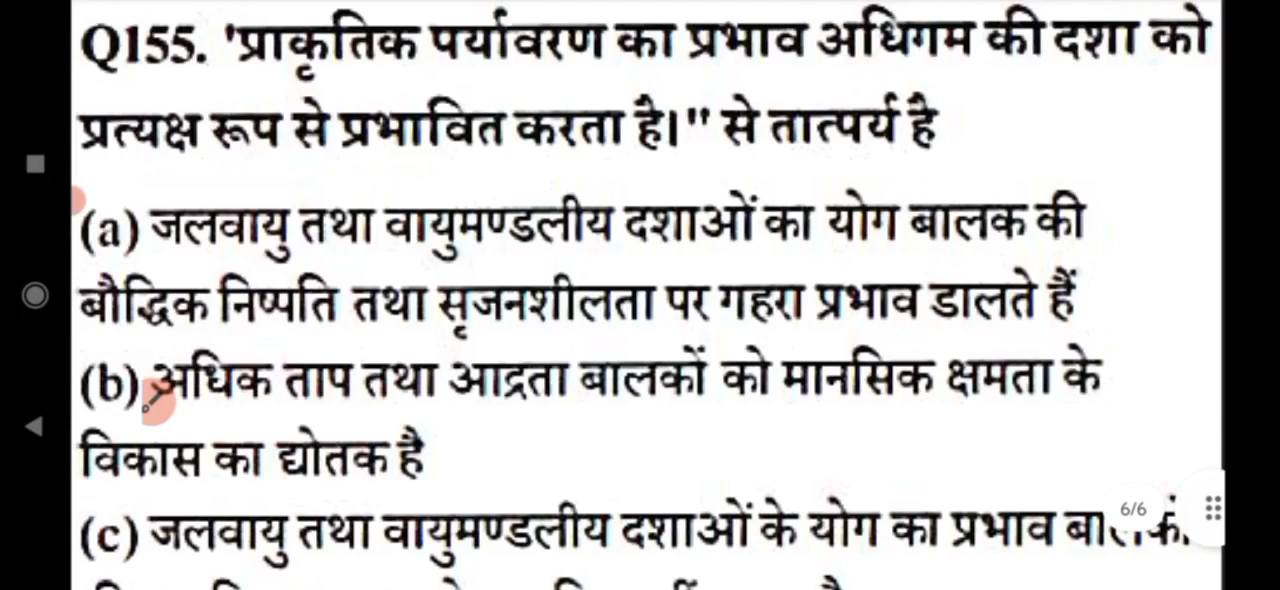 Q155. 'प्राकृतिक पर्यावरण का प्रभाव अधिगम की दशा को
प्रत्यक्ष रूप से प्रभावित करता है।" से तात्पर्य है
(a) जलवायु तथा वायुमण्डलीय दशाओं का योग बालक की
बौद्धिक निष्पति तथा सृजनशीलता पर गहरा प्रभाव डालते हैं
(b) अधिक ताप तथा आद्रता बालकों को मानसिक क्षमता के
विकास का द्योतक है
(c) जलवायु तथा वायुमण्डलीय दशाओं के योग का प्रभाव
6/6